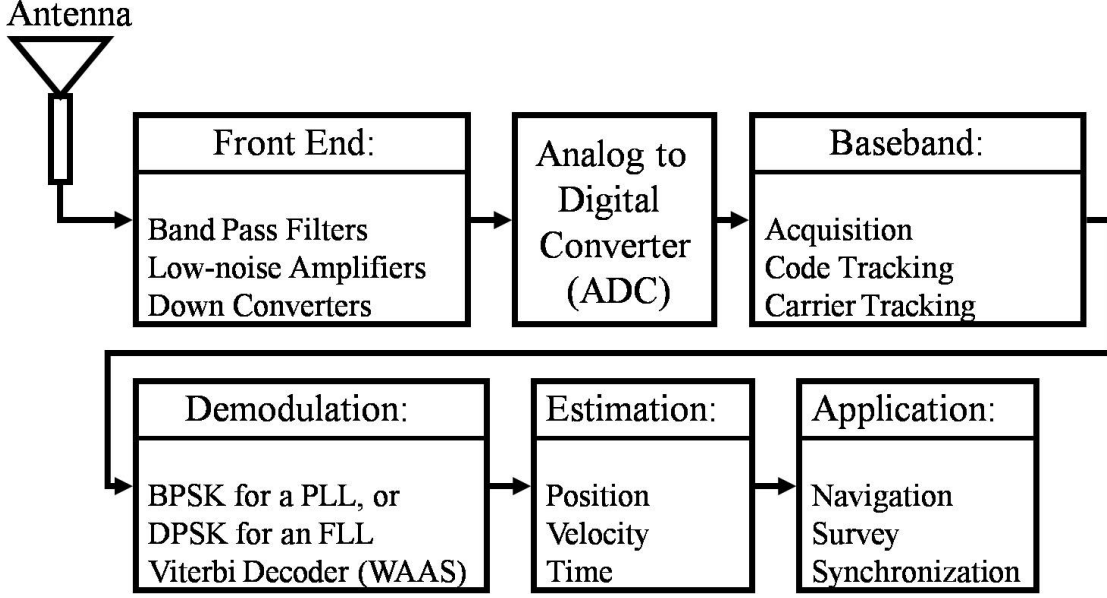 Antenna
Front End:
Band Pass Filters
Low-noise Amplifiers
Down Converters
Analog to
Digital
Converter
(ADC)
Baseband:
Acquisition
Code Tracking
Carrier Tracking
Demodulation:
BPSK for a PLL, or
DPSK for an FLL
Viterbi Decoder (WAAS)
Estimation:
Position
Velocity
Time
Application:
Navigation
Survey
Synchronization